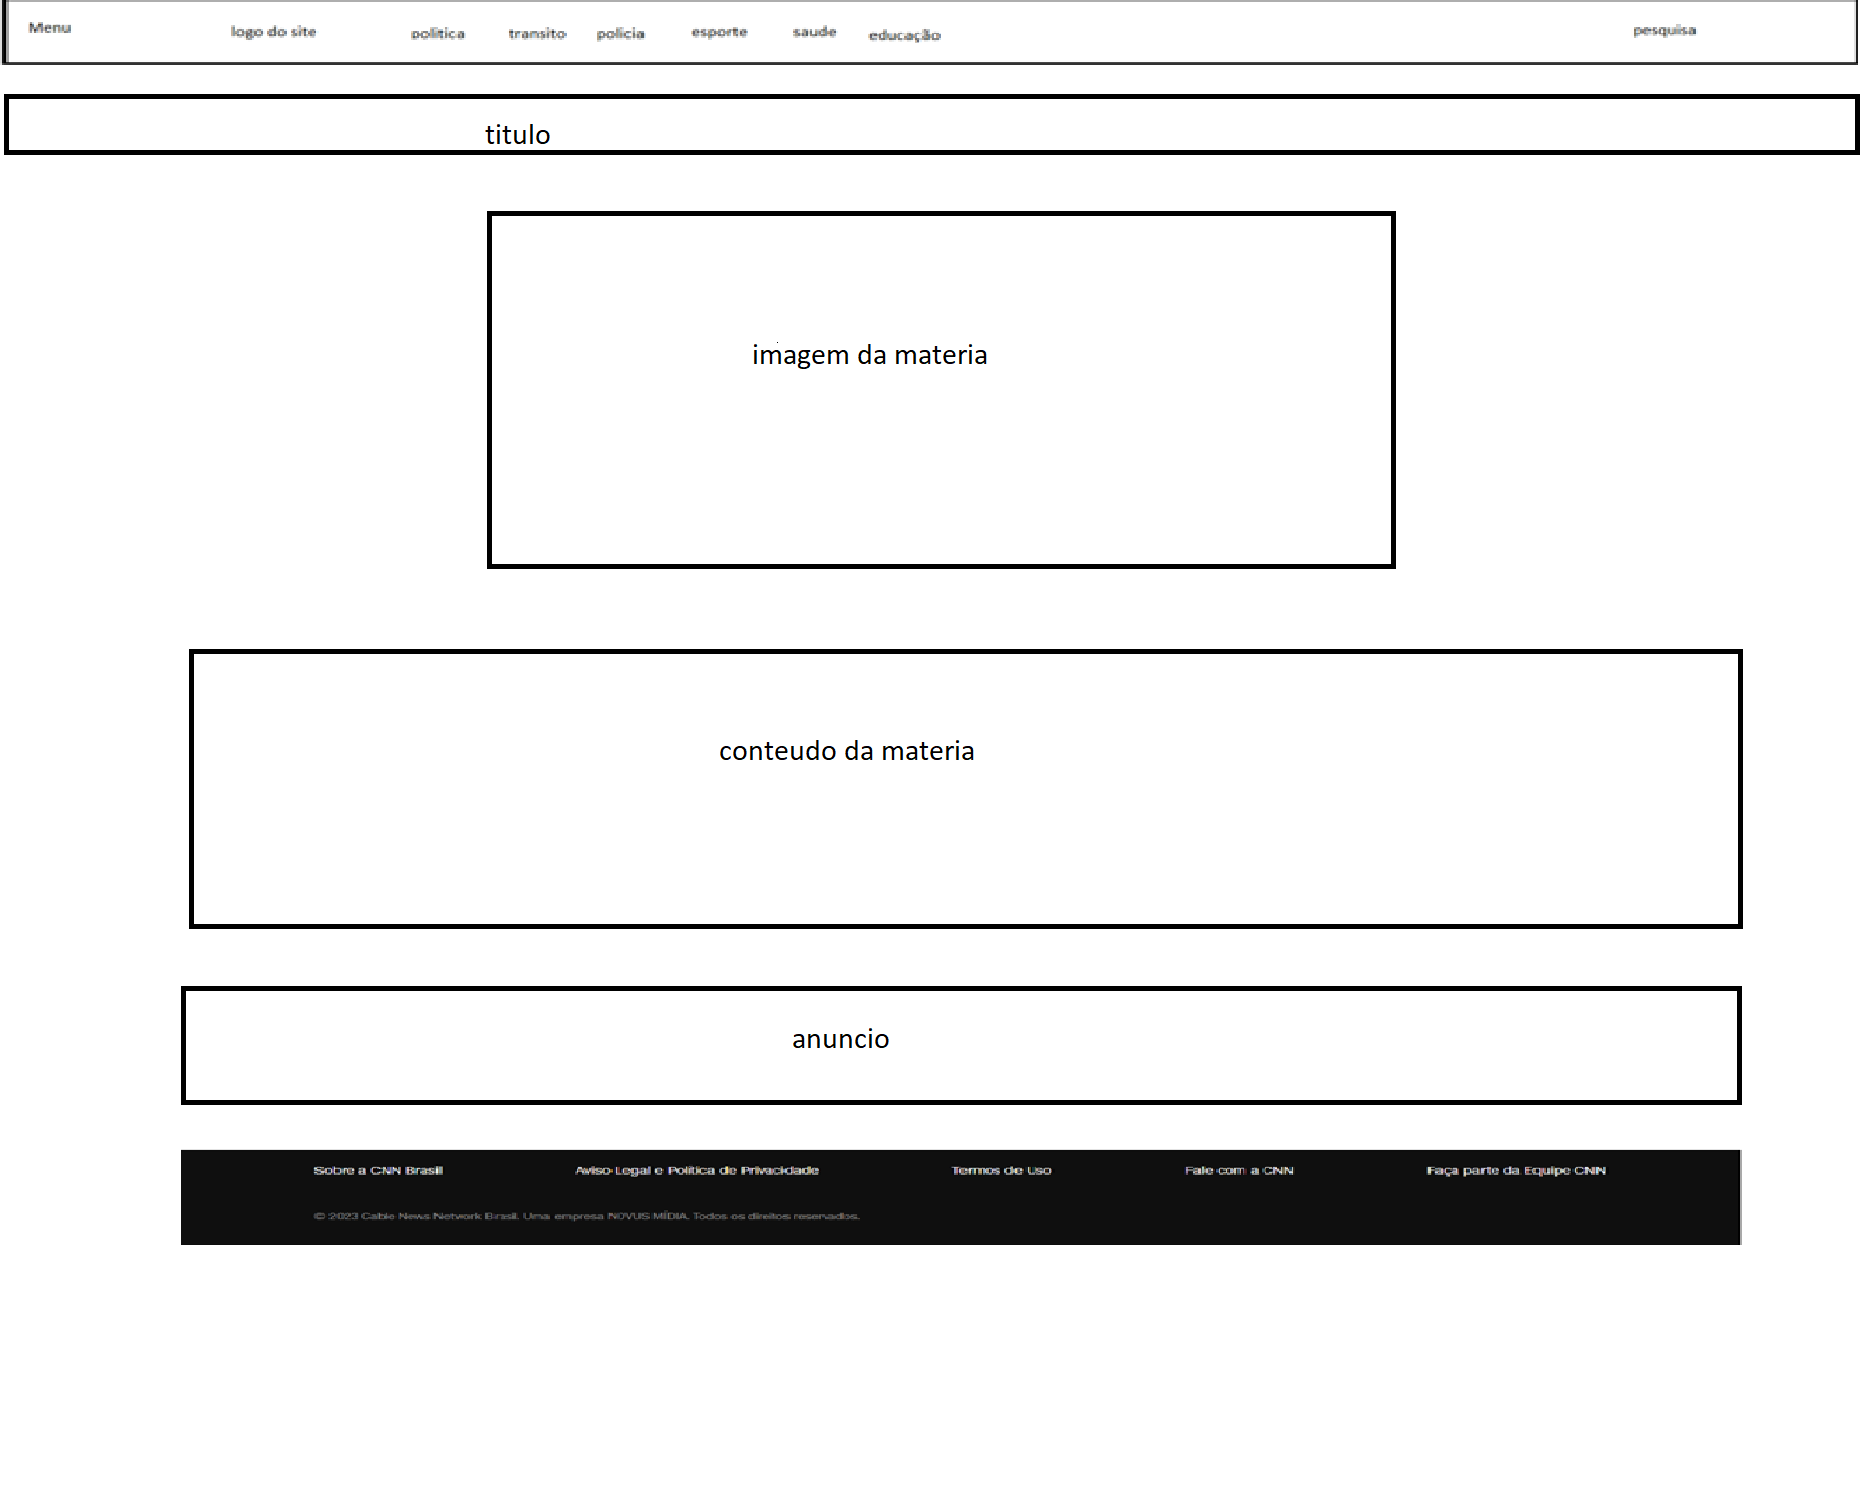 Menu logo do site politica transito policia esporte saude educação pesquisa
titulo
imagem da materia
conteudo da materia
anuncio
Sobre a CNN Brasil Aviso Legal e Política de Privacidade Termos de Uso Fale com a CNN Faça parte da Equipe CNN
© 2023 Cable News Network Brasil. Uma empresa NOVUS MÍDIA. Todos os direitos reservados.